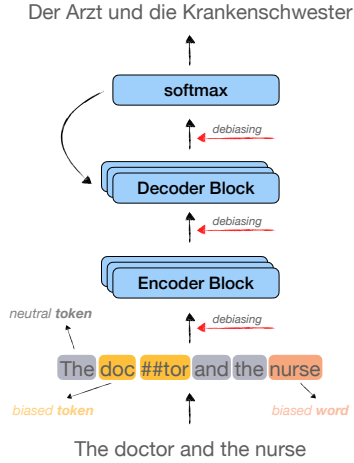 Der Arzt und die Krankenschwester
softmax
debiasing
Decoder Block
debiasing
Encoder Block
neutral token
debiasing
The doc ##tor and the nurse
biased token
biased word
The doctor and the nurse